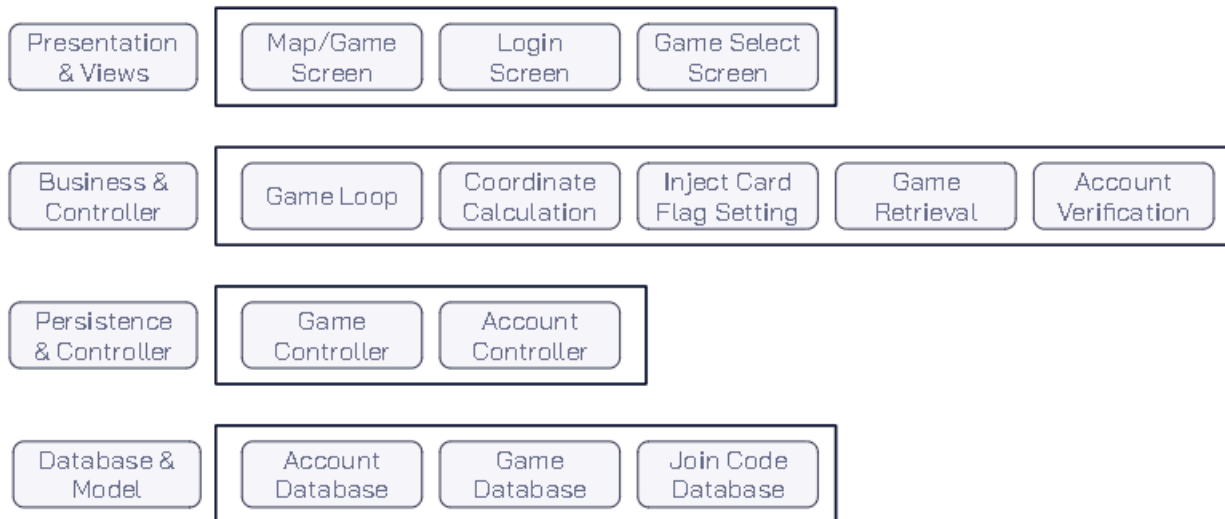 Presentation
& Views
Map/Game
Screen
Login
Screen
Game Select
Screen
Business &
Controller
Game Loop
Coordinate
Calculation
Inject Card
Flag Setting
Game
Retrieval
Account
Verification
Persistence
& Controller
Game
Controller
Account
Controller
Database &
Model
Account
Database
Game
Database
Join Code
Database